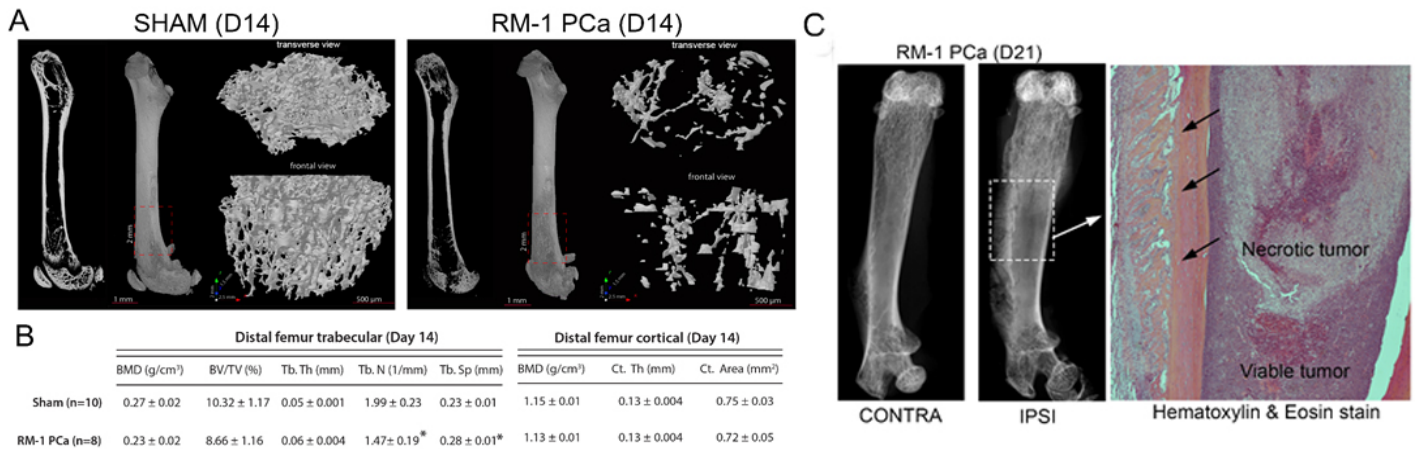 A
SHAM (D14)
RM-1 PCa (D14)
transverse view
transverse view
frontal view
frontal view
2 mm
2 mm
1 mm
500 µm
1 mm
500 µm
B
Distal femur trabecular (Day 14)
Distal femur cortical (Day 14)
BMD (g/cm³) BV/TV (%) Tb. Th (mm) Tb. N (1/mm) Tb. Sp (mm) BMD (g/cm³) Ct. Th (mm) Ct. Area (mm²)
Sham (n=10) 0.27 ± 0.02 10.32 ± 1.17 0.05 ± 0.001 1.99 ± 0.23 0.23 ± 0.01 1.15 ± 0.01 0.13 ± 0.004 0.75 ± 0.03
RM-1 PCa (n=8) 0.23 ± 0.02 8.66 ± 1.16 0.06 ± 0.004 1.47± 0.19* 0.28 ± 0.01* 1.13 ± 0.01 0.13 ± 0.004 0.72 ± 0.05
C
RM-1 PCa (D21)
Necrotic tumor
Viable tumor
CONTRA
IPSI
Hematoxylin & Eosin stain